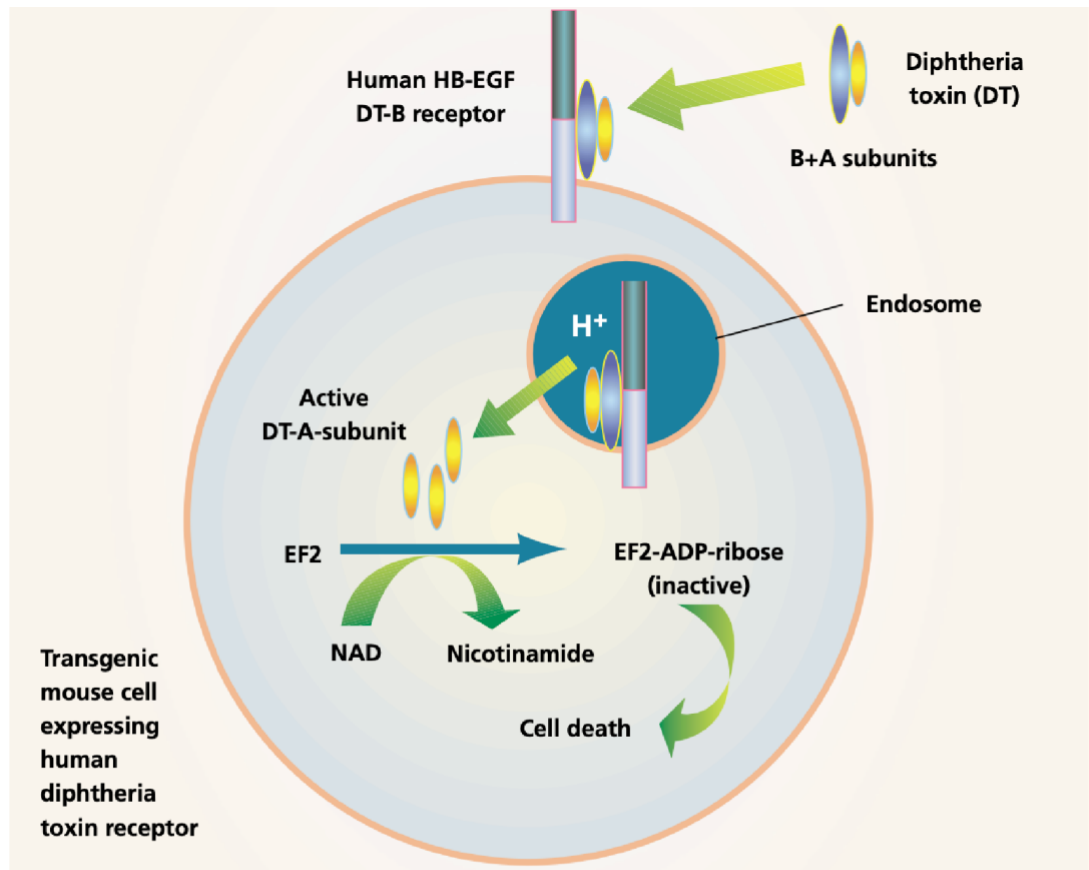 Human HB-EGF
DT-B receptor
Diphtheria
toxin (DT)
B+A subunits
Endosome
H+
Active
DT-A-subunit
EF2
EF2-ADP-ribose
(inactive)
NAD
Nicotinamide
Cell death
Transgenic
mouse cell
expressing
human
diphtheria
toxin receptor